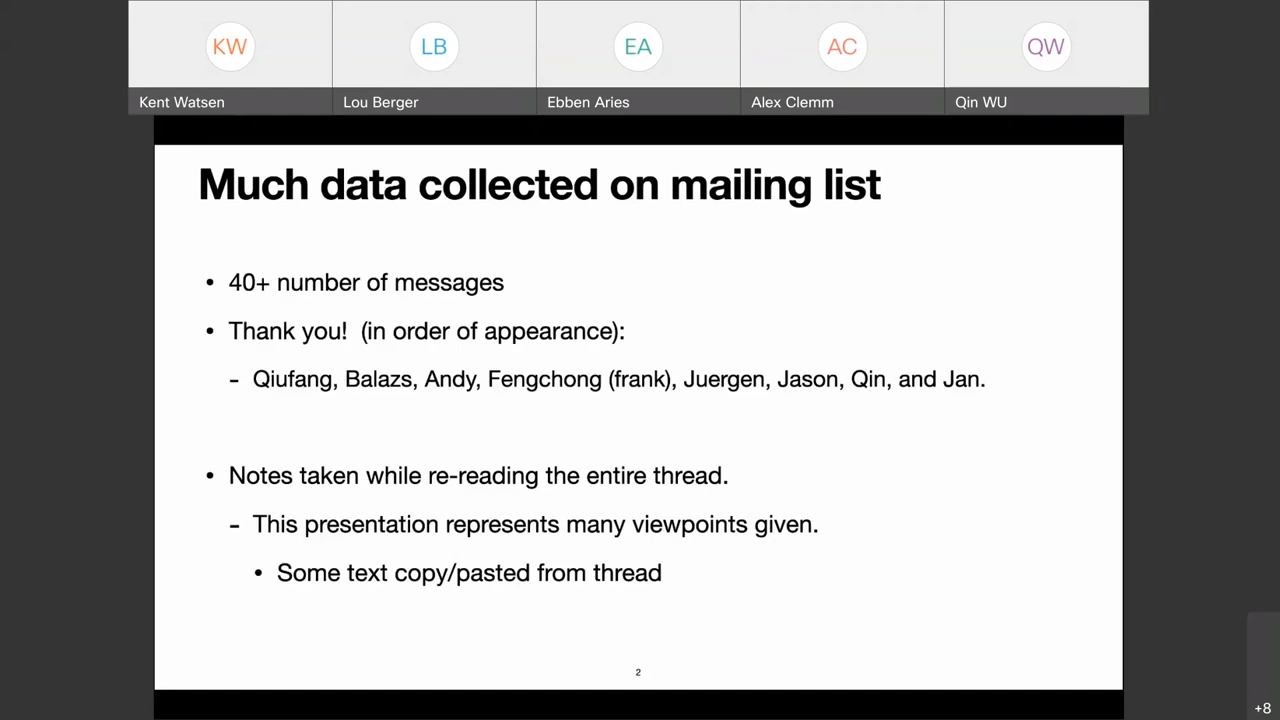 KW
LB
EA
AC
QW
Kent Watsen
Lou Berger
Ebben Aries
Alex Clemm
Qin WU
Much data collected on mailing list
• 40+ number of messages
• Thank you!  (in order of appearance):
- Qiufang, Balazs, Andy, Fengchong (frank), Juergen, Jason, Qin, and Jan.
• Notes taken while re-reading the entire thread.
- This presentation represents many viewpoints given.
• Some text copy/pasted from thread
2
+8